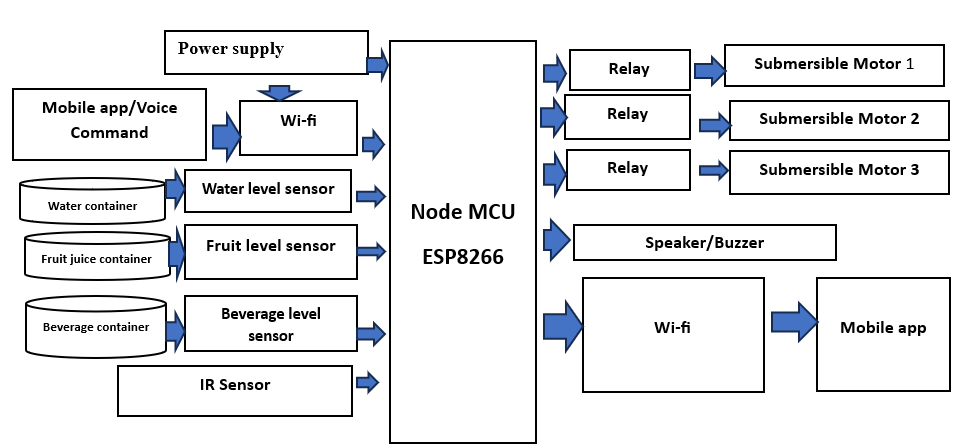 Power supply
Mobile app/Voice
Command
Wi-fi
Water level sensor
Water container
Fruit level sensor
Fruit juice container
Beverage level
sensor
Beverage container
IR Sensor
Node MCU
ESP8266
Relay
Submersible Motor 1
Relay
Submersible Motor 2
Relay
Submersible Motor 3
Speaker/Buzzer
Wi-fi
Mobile app